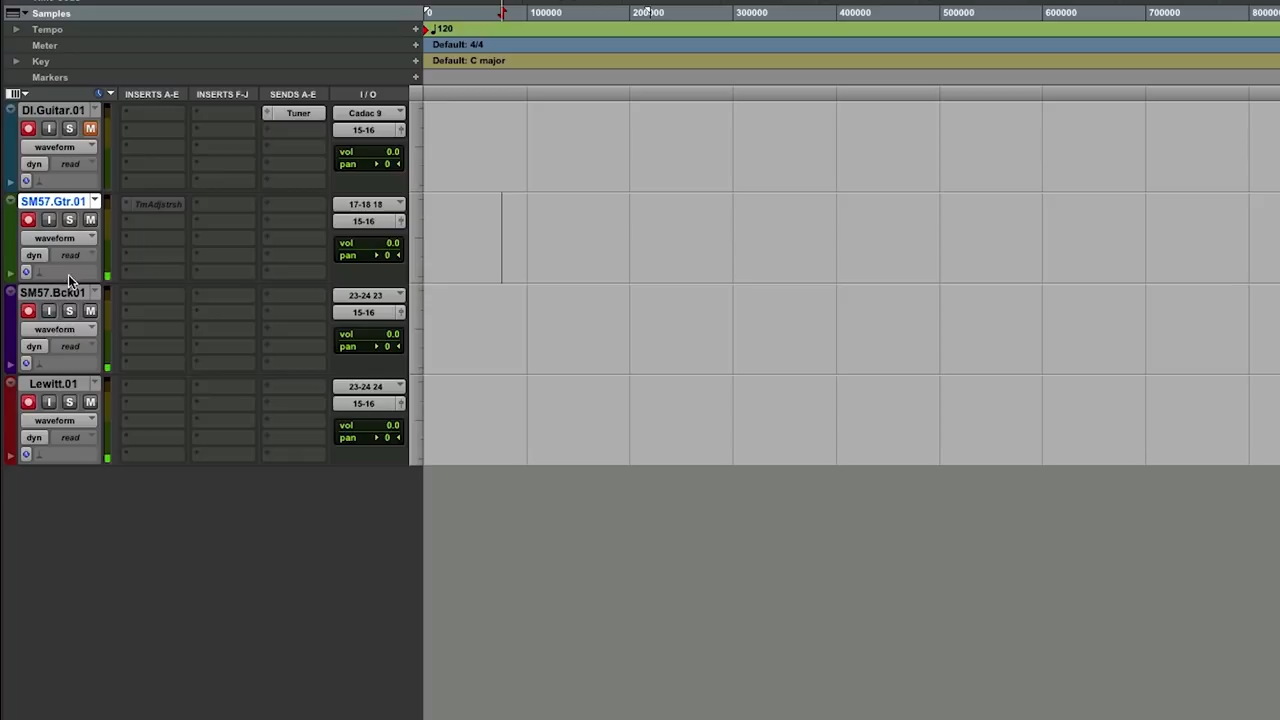 Samples
0 100000 200000 300000 400000 500000 600000 700000 800000
Tempo + 120
Meter + Default: 4/4
Key + Default: C major
Markers +
INSERTS A-E INSERTS F-J SENDS A-E I / O
DI.Guitar.01 Tuner Cadac 9
I S M 15-16
waveform vol 0.0
dyn read pan 0
SM57.Gtr.01 TmAdjstrsh 17-18 18
I S M 15-16
waveform vol 0.0
dyn read pan 0
SM57.Bck01 23-24 23
I S M 15-16
waveform vol 0.0
dyn read pan 0
Lewitt.01 23-24 24
I S M 15-16
waveform vol 0.0
dyn read pan 0